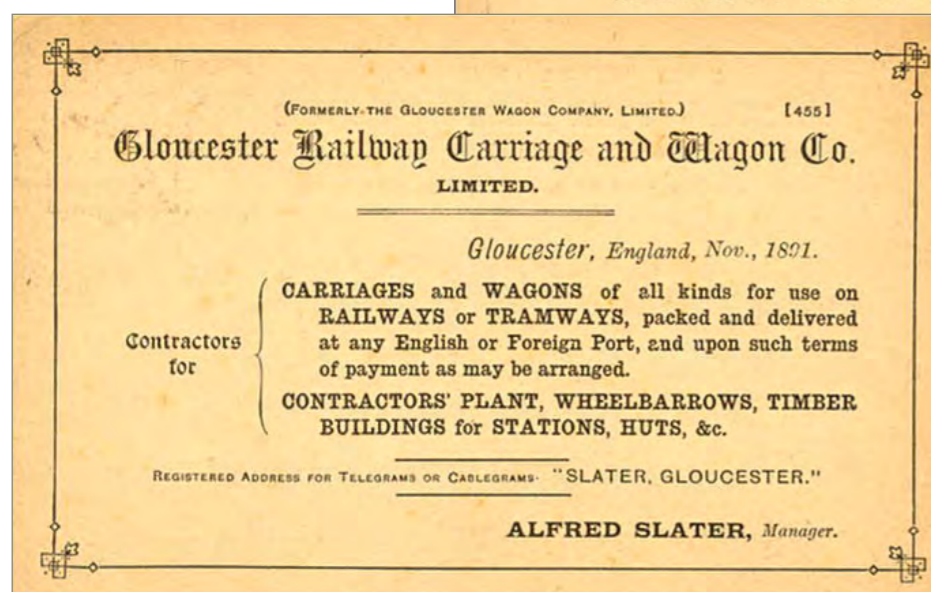 (FORMERLY THE GLOUCESTER WAGON COMPANY, LIMITED.) [455]
Gloucester Railway Carriage and Wagon Co.
LIMITED.
Gloucester, England, Nov., 1891.
Contractors for
CARRIAGES and WAGONS of all kinds for use on
RAILWAYS or TRAMWAYS, packed and delivered
at any English or Foreign Port, and upon such terms
of payment as may be arranged.
CONTRACTORS' PLANT, WHEELBARROWS, TIMBER
BUILDINGS for STATIONS, HUTS, &c.
REGISTERED ADDRESS FOR TELEGRAMS OR CABLEGRAMS· "SLATER, GLOUCESTER."
ALFRED SLATER, Manager.